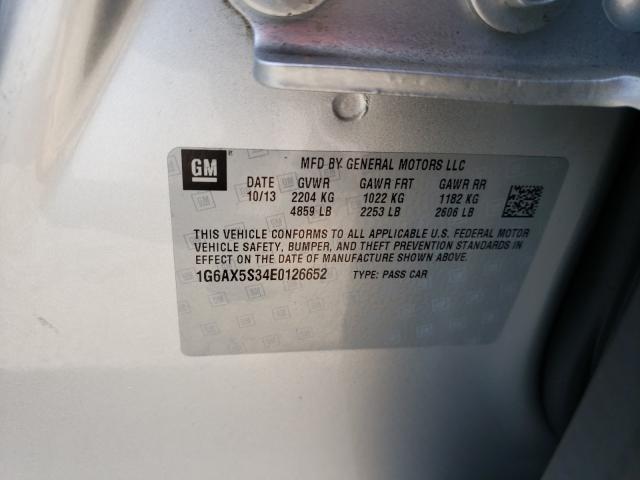 GM
MFD BY GENERAL MOTORS LLC
DATE GVWR GAWR FRT GAWR RR
10/13 2204 KG 1022 KG 1182 KG
4859 LB 2253 LB 2606 LB
THIS VEHICLE CONFORMS TO ALL APPLICABLE U.S. FEDERAL MOTOR
VEHICLE SAFETY, BUMPER, AND THEFT PREVENTION STANDARDS IN
EFFECT ON THE DATE OF MANUFACTURE SHOWN ABOVE.
1G6AX5S34E0126652 TYPE: PASS CAR